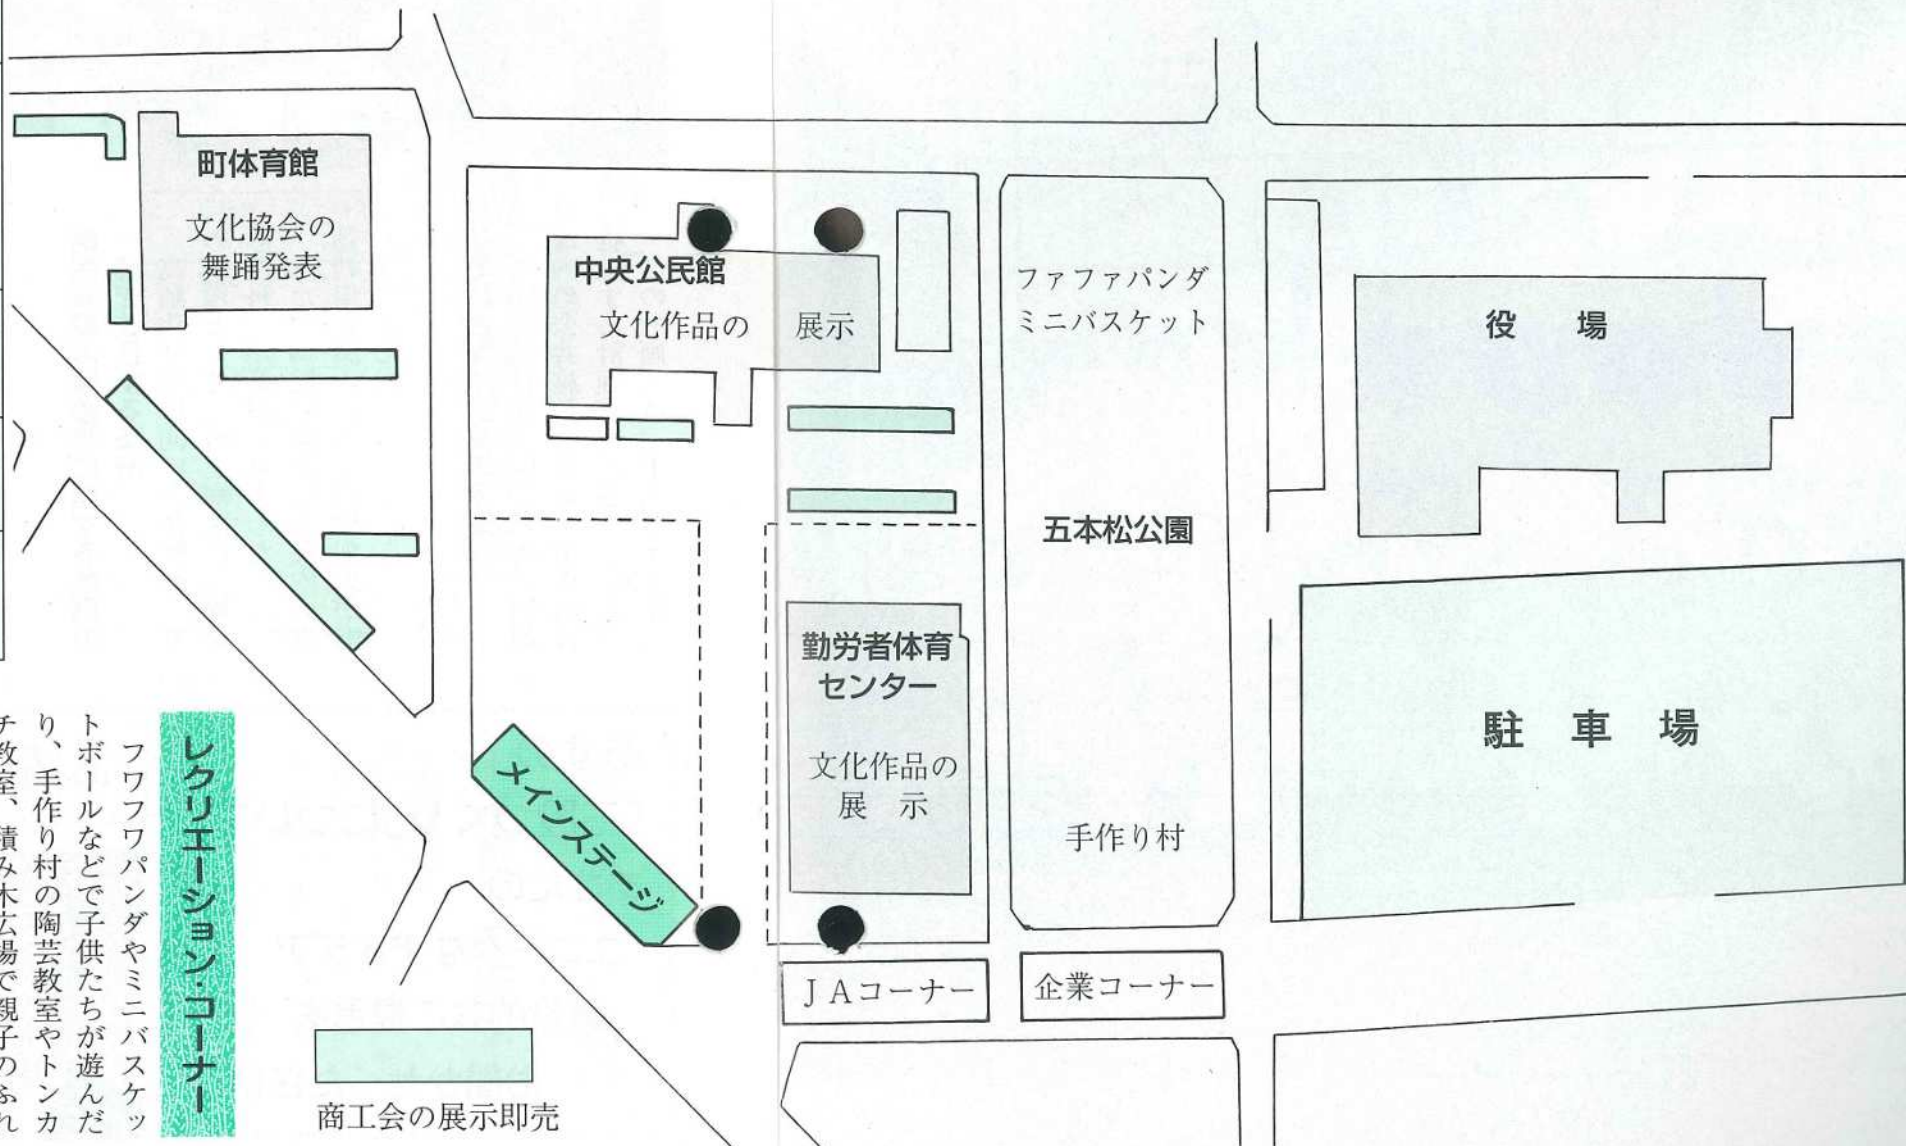 町体育館
文化協会の
舞踊発表
中央公民館
文化作品の 展示
ファファパンダ
ミニバスケット
役 場
五本松公園
勤労者体育
センター
文化作品の
展 示
手作り村
駐 車 場
メインステージ
JAコーナー
企業コーナー
商工会の展示即売
レクリエーション・コーナー
フワフワパンダやミニバスケッ
トボールなどで子供たちが遊んだ
り、手作り村の陶芸教室やトンカ
チ教室、積み木広場で親子のふれ